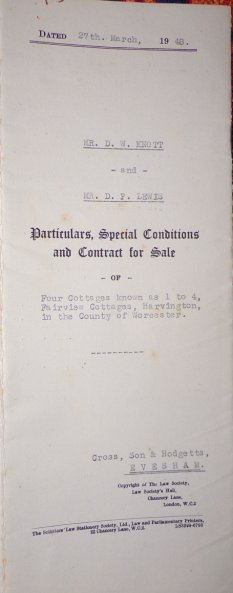 DATED 27th. March, 19 48.
MR. D. W. KNOTT
- and -
MR. D. P. LEWIS
Particulars, Special Conditions
and Contract for Sale
- OF -
Four Cottages known as 1 to 4,
Fairview Cottages, Harvington,
in the County of Worcester.
-----------
Cross, Son & Hodgetts,
EVESHAM.
Copyright of The Law Society,
Law Society's Hall,
Chancery Lane,
London, W.C.2
The Solicitors' Law Stationery Society, Ltd., Law and Parliamentary Printers,
22 Chancery Lane, W.C.2.